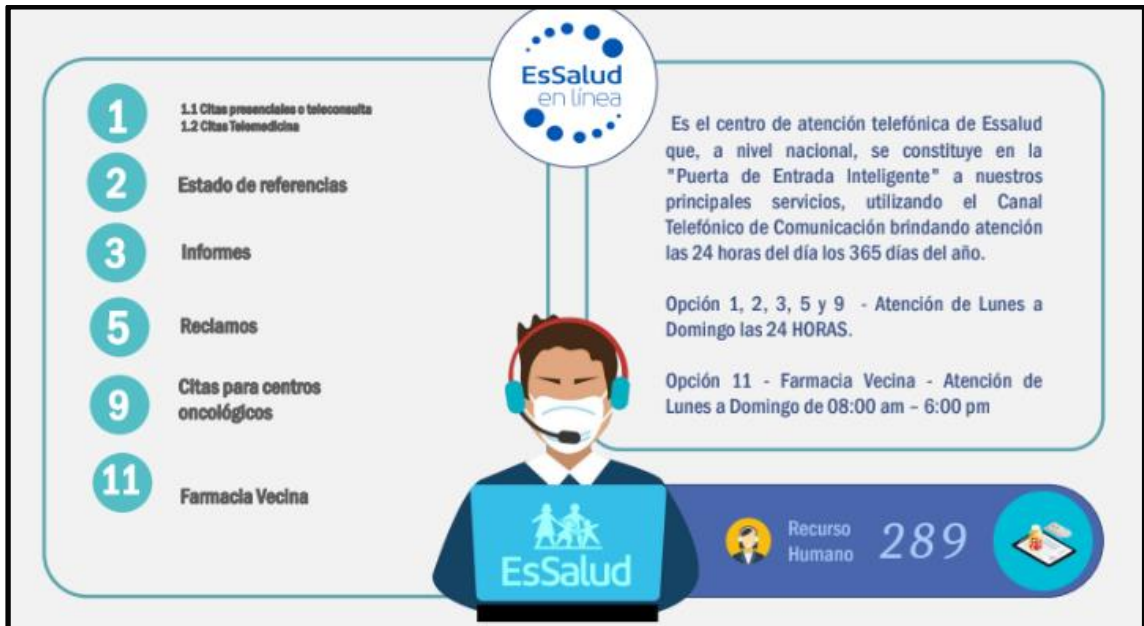 EsSalud
en línea
1
1.1 Citas presenciales o teleconsulta
1.2 Citas Telemedicina
2
Estado de referencias
3
Informes
5
Reclamos
9
Citas para centros
oncológicos
11
Farmacia Vecina
Es el centro de atención telefónica de Essalud
que, a nivel nacional, se constituye en la
"Puerta de Entrada Inteligente" a nuestros
principales servicios, utilizando el Canal
Telefónico de Comunicación brindando atención
las 24 horas del día los 365 días del año.
Opción 1, 2, 3, 5 y 9 - Atención de Lunes a
Domingo las 24 HORAS.
Opción 11 - Farmacia Vecina - Atención de
Lunes a Domingo de 08:00 am – 6:00 pm
EsSalud
Recurso
Humano
289